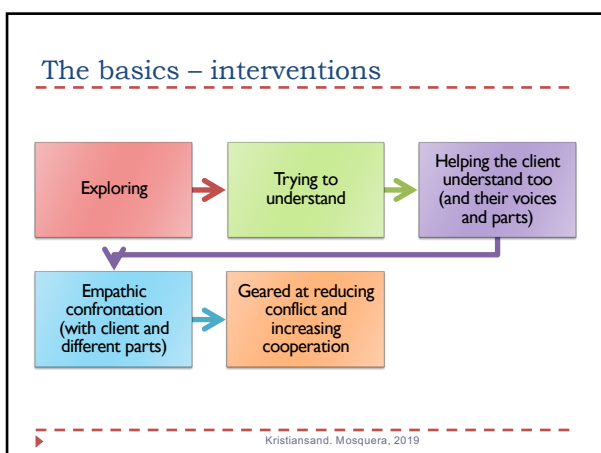 The basics – interventions
Exploring
Trying to
understand
Helping the client
understand too
(and their voices
and parts)
Empathic
confrontation
(with client and
different parts)
Geared at reducing
conflict and
increasing
cooperation
Kristiansand. Mosquera, 2019